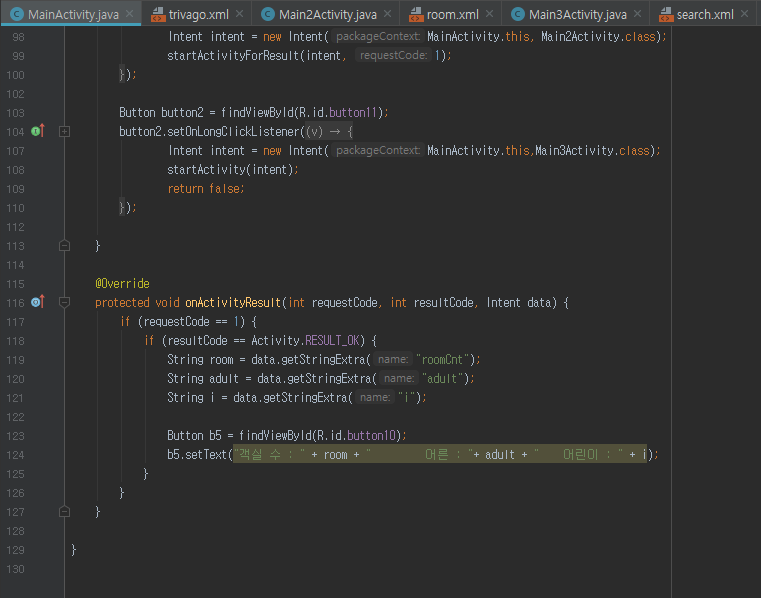 MainActivity.java × trivago.xml × Main2Activity.java × room.xml × Main3Activity.java × search.xml ×
98 Intent intent = new Intent( packageContext: MainActivity.this, Main2Activity.class);
99 startActivityForResult(intent, requestCode: 1);
100 });
102
103 Button button2 = findViewById(R.id.button11);
104 button2.setOnLongClickListener((v) → {
107 Intent intent = new Intent( packageContext: MainActivity.this,Main3Activity.class);
108 startActivity(intent);
109 return false;
110 });
112
113 }
114
115 @Override
116 protected void onActivityResult(int requestCode, int resultCode, Intent data) {
117 if (requestCode == 1) {
118 if (resultCode == Activity.RESULT_OK) {
119 String room = data.getStringExtra( name: "roomCnt");
120 String adult = data.getStringExtra( name: "adult");
121 String i = data.getStringExtra( name: "i");
122
123 Button b5 = findViewById(R.id.button10);
124 b5.setText("객실 수 : " + room + "        어른 : "+ adult + "    어린이 : " + i);
125 }
126 }
127 }
128
129 }
130